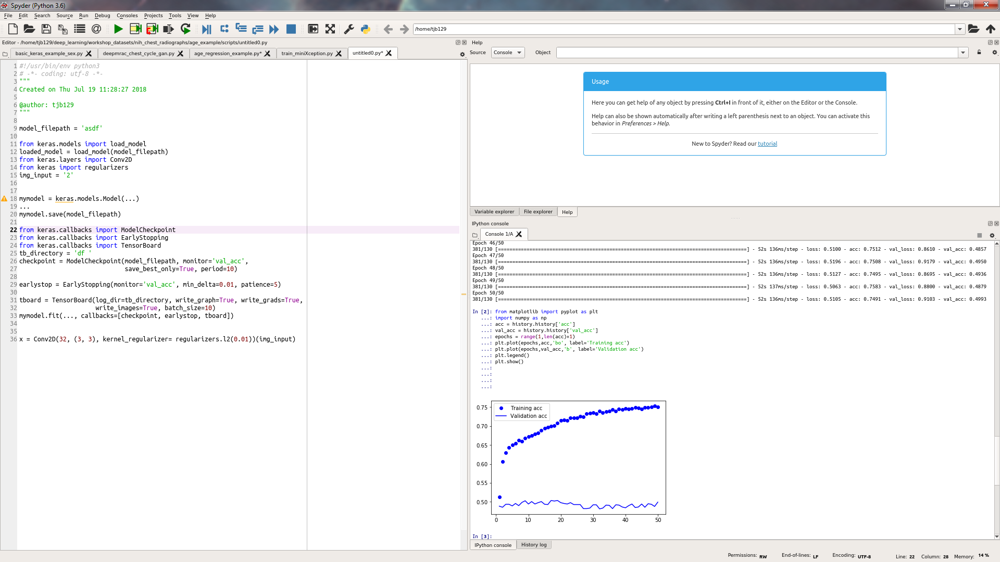 Spyder (Python 3.6)
File Edit Search Source Run Debug Consoles Projects Tools View Help
/home/tjb129
Editor - /home/tjb129/deep_learning/workshop_datasets/nih_chest_radiographs/age_example/scripts/untitled0.py
basic_keras_example_sex.py deepmrac_chest_cycle_gan.py age_regression_example.py* train_miniXception.py untitled0.py*
1 #!/usr/bin/env python3
2 # -*- coding: utf-8 -*-
3 """
4 Created on Thu Jul 19 11:28:27 2018
5
6 @author: tjb129
7 """
8
9 model_filepath = 'asdf'
10
11 from keras.models import load_model
12 loaded_model = load_model(model_filepath)
13 from keras.layers import Conv2D
14 from keras import regularizers
15 img_input = '2'
16
17
18 mymodel = keras.models.Model(...)
19 ...
20 mymodel.save(model_filepath)
21
22 from keras.callbacks import ModelCheckpoint
23 from keras.callbacks import EarlyStopping
24 from keras.callbacks import TensorBoard
25 tb_directory = 'df '
26 checkpoint = ModelCheckpoint(model_filepath, monitor='val_acc',
27 save_best_only=True, period=10)
28
29 earlystop = EarlyStopping(monitor='val_acc', min_delta=0.01, patience=5)
30
31 tboard = TensorBoard(log_dir=tb_directory, write_graph=True, write_grads=True,
32 write_images=True, batch_size=10)
33 mymodel.fit(..., callbacks=[checkpoint, earlystop, tboard])
34
35
36 x = Conv2D(32, (3, 3), kernel_regularizer= regularizers.l2(0.01))(img_input)
Help
Source Console Object
Usage
Here you can get help of any object by pressing Ctrl+I in front of it, either on the Editor or the Console.
Help can also be shown automatically after writing a left parenthesis next to an object. You can activate this
behavior in Preferences > Help.
New to Spyder? Read our tutorial
Variable explorer File explorer Help
IPython console
Console 1/A
Epoch 46/50
381/130 [==============================] - 52s 136ms/step - loss: 0.5100 - acc: 0.7512 - val_loss: 0.8610 - val_acc: 0.4857
Epoch 47/50
381/130 [==============================] - 52s 136ms/step - loss: 0.5196 - acc: 0.7508 - val_loss: 0.9179 - val_acc: 0.4950
Epoch 48/50
381/130 [==============================] - 52s 136ms/step - loss: 0.5127 - acc: 0.7495 - val_loss: 0.8695 - val_acc: 0.4936
Epoch 49/50
381/130 [==============================] - 52s 137ms/step - loss: 0.5063 - acc: 0.7583 - val_loss: 0.8800 - val_acc: 0.4879
Epoch 50/50
381/130 [==============================] - 52s 136ms/step - loss: 0.5105 - acc: 0.7491 - val_loss: 0.9103 - val_acc: 0.4993
In [2]: from matplotlib import pyplot as plt
...: import numpy as np
...: acc = history.history['acc']
...: val_acc = history.history['val_acc']
...: epochs = range(1,len(acc)+1)
...: plt.plot(epochs,acc,'bo', label='Training acc')
...: plt.plot(epochs,val_acc,'b', label='Validation acc')
...: plt.legend()
...: plt.show()
...:
...:
...:
...:
Training acc
Validation acc
0.75
0.70
0.65
0.60
0.55
0.50
0 10 20 30 40 50
In [3]:
IPython console History log
Permissions: RW End-of-lines: LF Encoding: UTF-8 Line: 22 Column: 28 Memory: 14 %